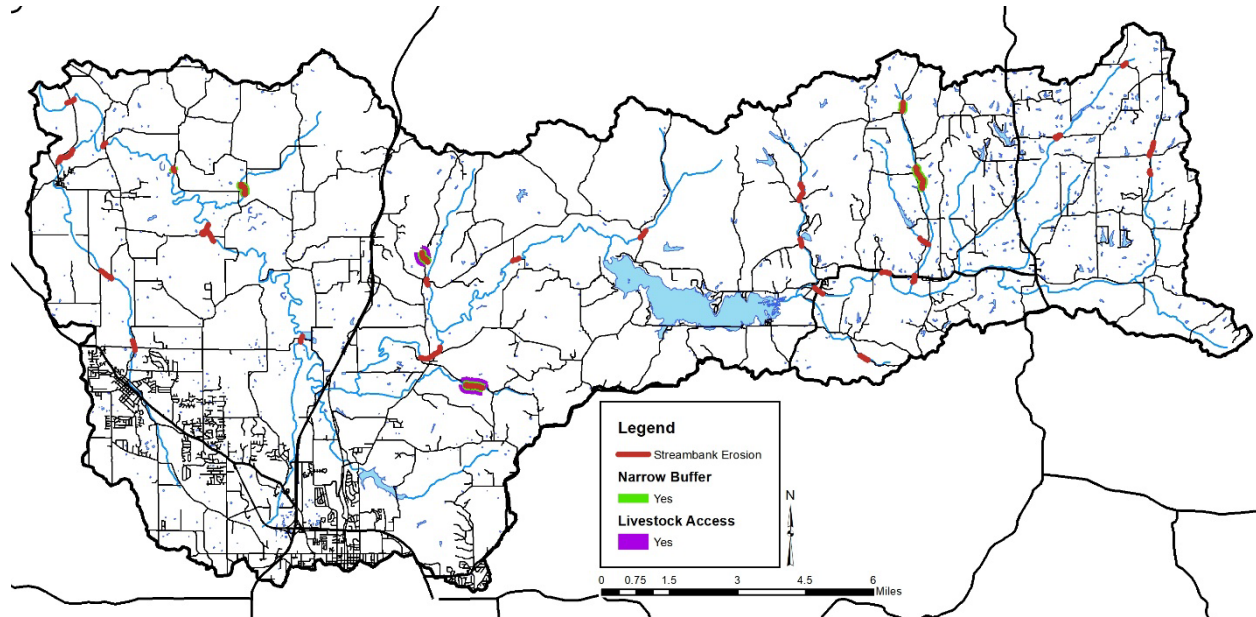 Legend
Streambank Erosion
Narrow Buffer
Yes
Livestock Access
Yes
N
0 0.75 1.5 3 4.5 6
Miles